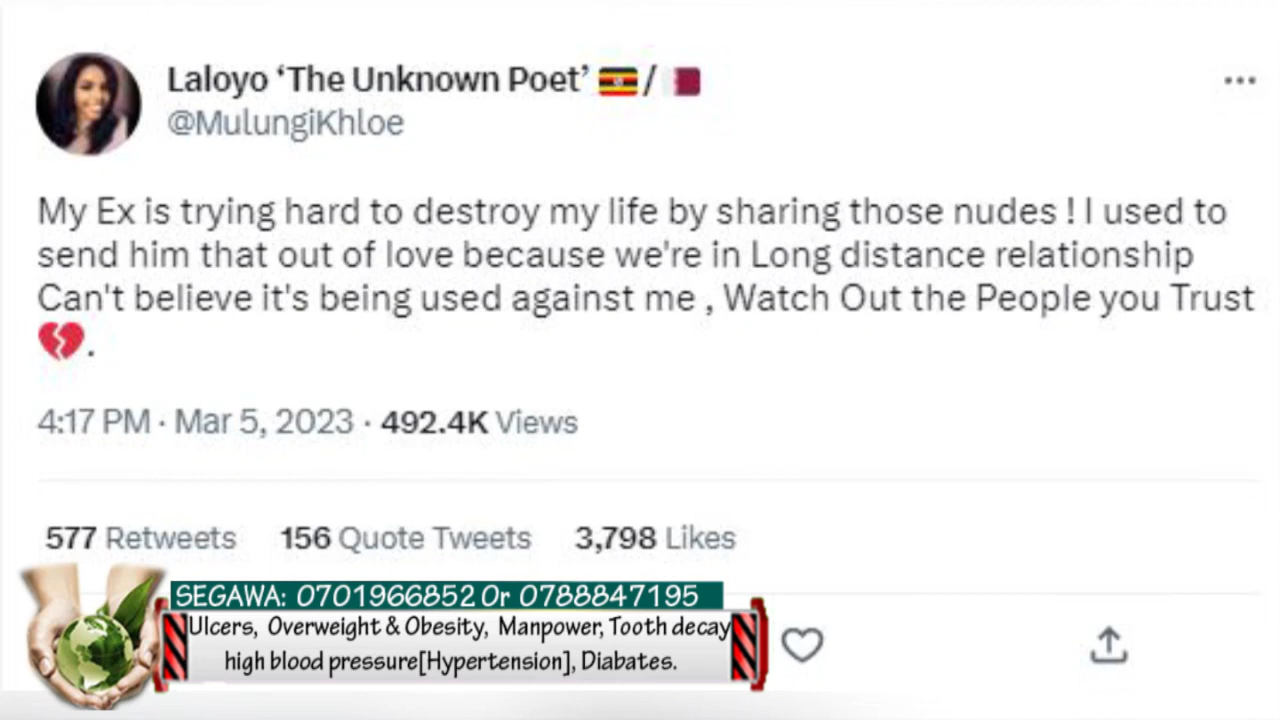 Laloyo ‘The Unknown Poet’ 🇺🇬/🇶🇦
@MulungiKhloe
My Ex is trying hard to destroy my life by sharing those nudes ! I used to
send him that out of love because we're in Long distance relationship
Can't believe it's being used against me , Watch Out the People you Trust
💔.
4:17 PM · Mar 5, 2023 · 492.4K Views
577 Retweets 156 Quote Tweets 3,798 Likes
SEGAWA: 0701966852 Or 0788847195
Ulcers, Overweight & Obesity, Manpower, Tooth decay
high blood pressure[Hypertension], Diabates.